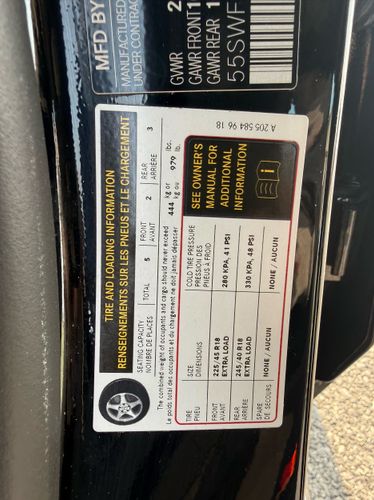 MFD BY
MANUFACTURED
UNDER CONTRAC
GVWR 2
GAWR FRONT 1
GAWR REAR 1
55SWF
TIRE AND LOADING INFORMATION
RENSEIGNEMENTS SUR LES PNEUS ET LE CHARGEMENT
SEATING CAPACITY TOTAL 5 FRONT 2 REAR 3
NOMBRE DE PLACES AVANT ARRIÈRE
The combined weight of occupants and cargo should never exceed 444 kg or 979 lbs.
Le poids total des occupants et du chargement ne doit jamais dépasser kg ou lb.
TIRE SIZE COLD TIRE PRESSURE
PNEU DIMENSIONS PRESSION DES
PNEUS À FROID
FRONT 225/45 R18 280 KPA, 41 PSI
AVANT EXTRA LOAD
REAR 245/40 R18 330 KPA, 48 PSI
ARRIÈRE EXTRA LOAD
SPARE NONE / AUCUN NONE / AUCUN
DE SECOURS
SEE OWNER'S
MANUAL FOR
ADDITIONAL
INFORMATION
A 205 584 96 18